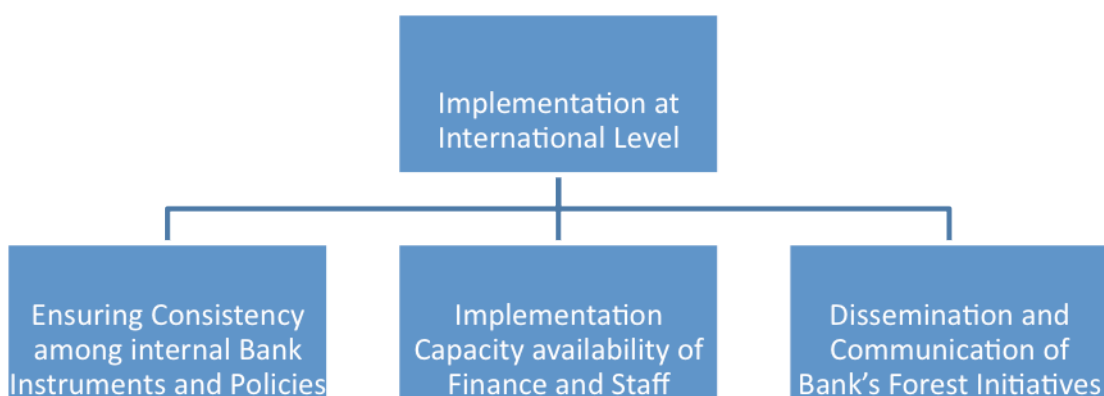 Implementation at
International Level
Ensuring Consistency
among internal Bank
Instruments and Policies
Implementation
Capacity availability of
Finance and Staff
Dissemination and
Communication of
Bank's Forest Initiatives